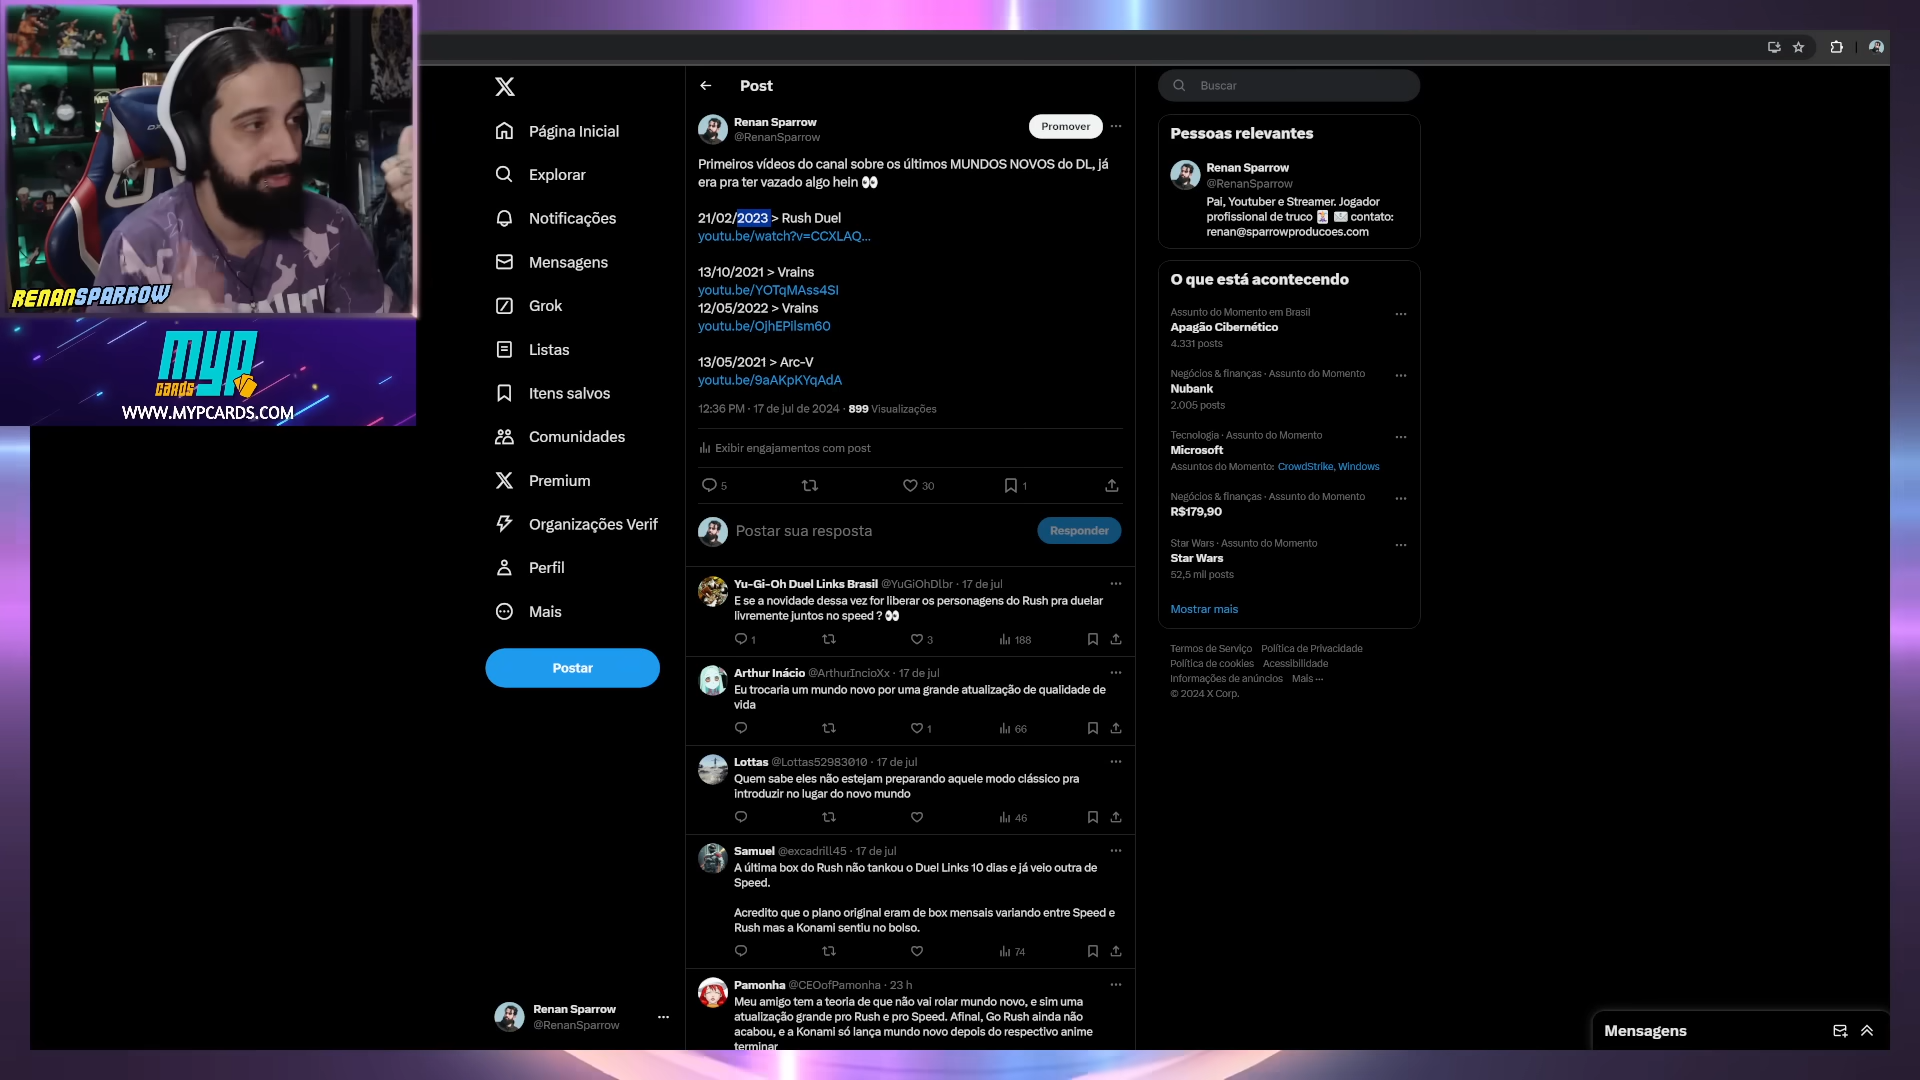 RENANSPARROW
MYP
CARDS
WWW.MYPCARDS.COM
Página Inicial
Explorar
Notificações
Mensagens
Grok
Listas
Itens salvos
Comunidades
Premium
Organizações Verif
Perfil
Mais
Postar
Renan Sparrow
@RenanSparrow
Post
Renan Sparrow
@RenanSparrow
Promover
Primeiros vídeos do canal sobre os últimos MUNDOS NOVOS do DL, já
era pra ter vazado algo hein 👀
21/02/2023 > Rush Duel
youtu.be/watch?v=CCXLAQ...
13/10/2021 > Vrains
youtu.be/YOTqMAss4SI
12/05/2022 > Vrains
youtu.be/OjhEPilsm60
13/05/2021 > Arc-V
youtu.be/9aAKpKYqAdA
12:36 PM · 17 de jul de 2024 · 899 Visualizações
Exibir engajamentos com post
5 30 1
Postar sua resposta
Responder
Yu-Gi-Oh Duel Links Brasil @YuGiOhDlbr · 17 de jul
E se a novidade dessa vez for liberar os personagens do Rush pra duelar
livremente juntos no speed ? 👀
1 3 188
Arthur Inácio @ArthurIncioXx · 17 de jul
Eu trocaria um mundo novo por uma grande atualização de qualidade de
vida
1 66
Lottas @Lottas52983010 · 17 de jul
Quem sabe eles não estejam preparando aquele modo clássico pra
introduzir no lugar do novo mundo
46
Samuel @excadrill45 · 17 de jul
A última box do Rush não tankou o Duel Links 10 dias e já veio outra de
Speed.
Acredito que o plano original eram de box mensais variando entre Speed e
Rush mas a Konami sentiu no bolso.
74
Pamonha @CEOofPamonha · 23 h
Meu amigo tem a teoria de que não vai rolar mundo novo, e sim uma
atualização grande pro Rush e pro Speed. Afinal, Go Rush ainda não
acabou, e a Konami só lança mundo novo depois do respectivo anime
terminar
Buscar
Pessoas relevantes
Renan Sparrow
@RenanSparrow
Pai, Youtuber e Streamer. Jogador
profissional de truco 🃏 📨 contato:
renan@sparrowproducoes.com
O que está acontecendo
Assunto do Momento em Brasil
Apagão Cibernético
4.331 posts
Negócios & finanças · Assunto do Momento
Nubank
2.005 posts
Tecnologia · Assunto do Momento
Microsoft
Assuntos do Momento: CrowdStrike, Windows
Negócios & finanças · Assunto do Momento
R$179,90
Star Wars · Assunto do Momento
Star Wars
52,5 mil posts
Mostrar mais
Termos de Serviço Política de Privacidade
Política de cookies Acessibilidade
Informações de anúncios Mais ···
© 2024 X Corp.
Mensagens